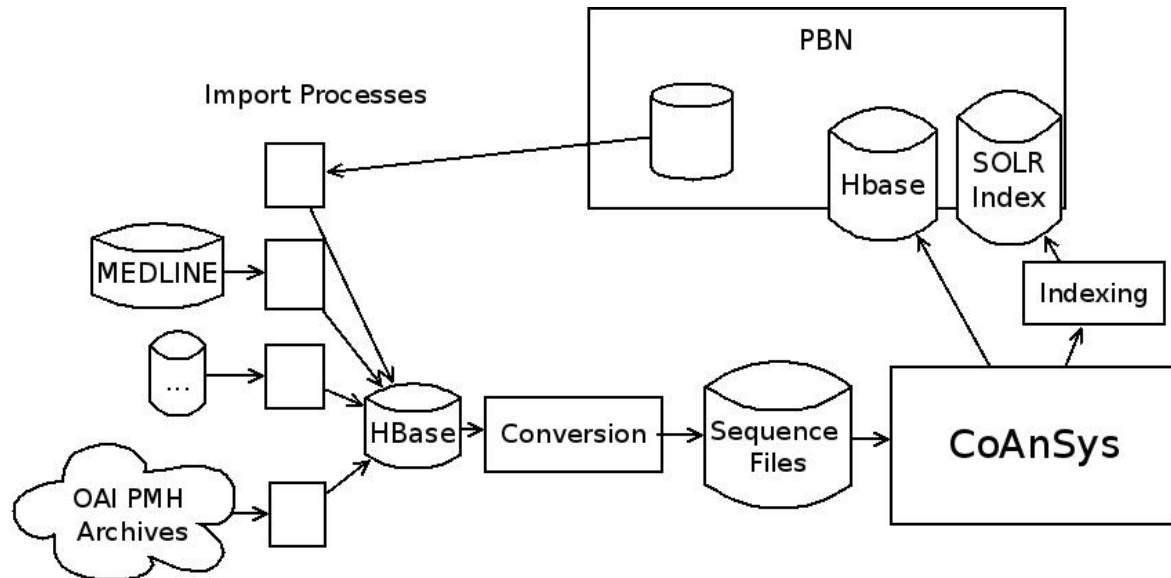 PBN
Import Processes
Hbase
SOLR
Index
MEDLINE
Indexing
...
HBase
Conversion
Sequence
Files
CoAnSys
OAI PMH
Archives